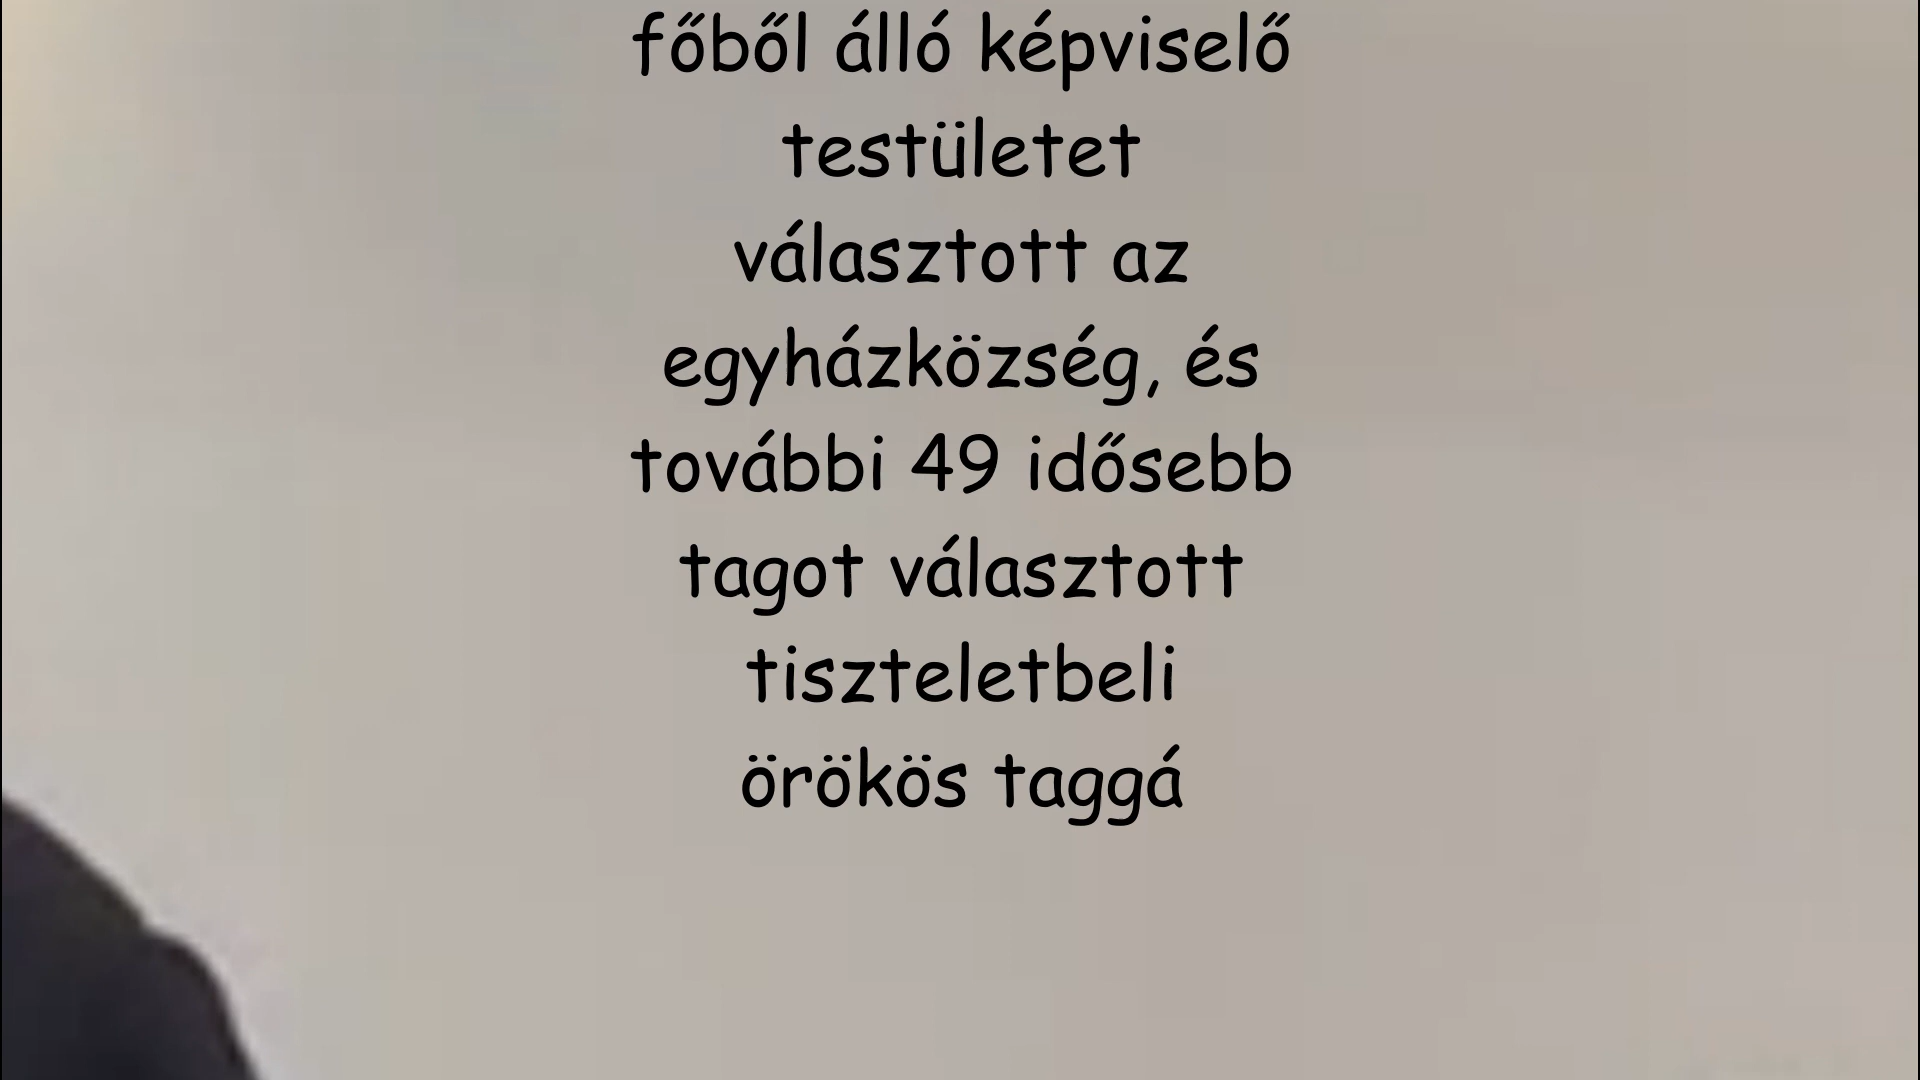 főből álló képviselő
testületet
választott az
egyházközség, és
további 49 idősebb
tagot választott
tiszteletbeli
örökös taggá